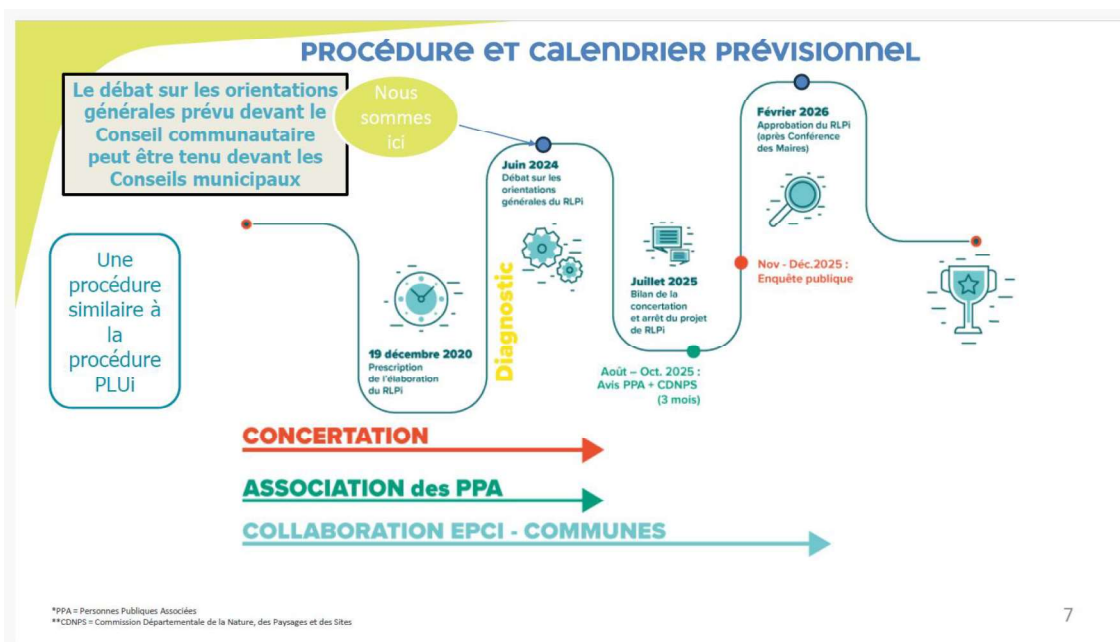 PROCÉDURE ET CALENDRIER PRÉVISIONNEL
Le débat sur les orientations
générales prévu devant le
Conseil communautaire
peut être tenu devant les
Conseils municipaux
Nous
sommes
ici
Une
procédure
similaire à
la
procédure
PLUi
19 décembre 2020
Prescription
de l'élaboration
du RLPi
Diagnostic
Juin 2024
Débat sur les
orientations
générales du RLPi
Juillet 2025
Bilan de la
concertation
et arrêt du projet
de RLPi
Août – Oct. 2025 :
Avis PPA + CDNPS
(3 mois)
Février 2026
Approbation du RLPi
(après Conférence
des Maires)
Nov - Déc.2025 :
Enquête publique
CONCERTATION
ASSOCIATION des PPA
COLLABORATION EPCI - COMMUNES
*PPA = Personnes Publiques Associées
**CDNPS = Commission Départementale de la Nature, des Paysages et des Sites
7